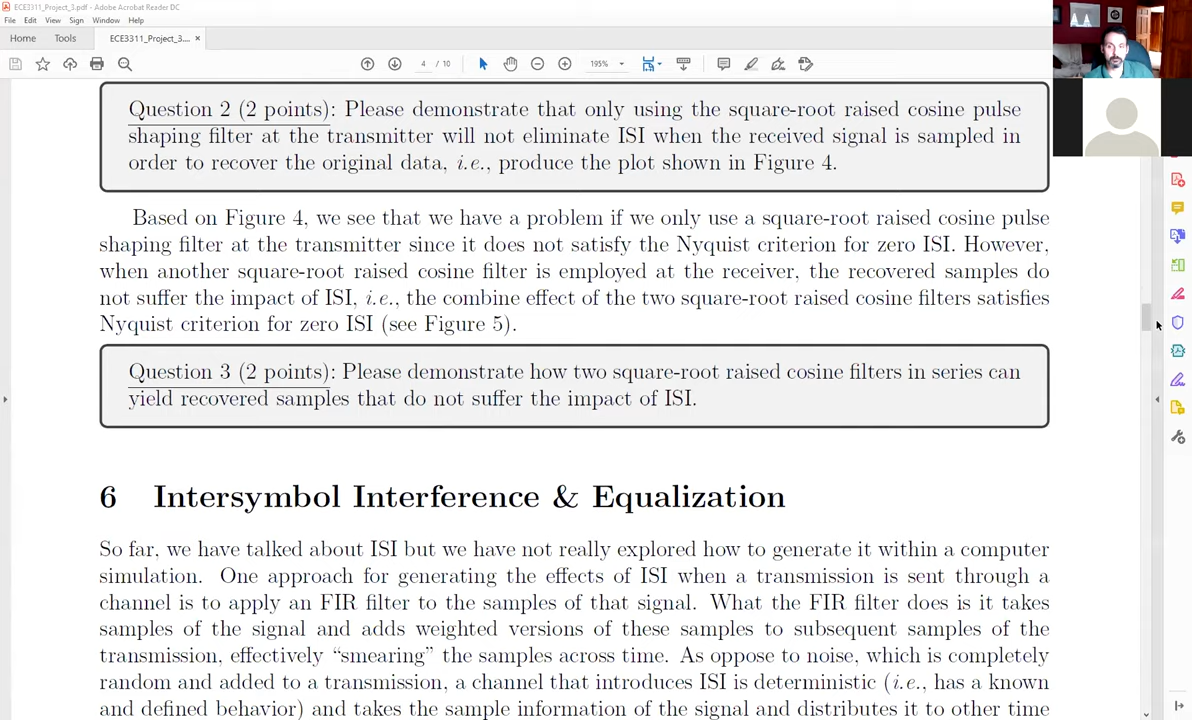 ECE3311_Project_3.pdf - Adobe Acrobat Reader DC
File Edit View Sign Window Help
Home Tools ECE3311_Project_3.... ×
4 / 10 195%
Question 2 (2 points): Please demonstrate that only using the square-root raised cosine pulse
shaping filter at the transmitter will not eliminate ISI when the received signal is sampled in
order to recover the original data, i.e., produce the plot shown in Figure 4.
Based on Figure 4, we see that we have a problem if we only use a square-root raised cosine pulse
shaping filter at the transmitter since it does not satisfy the Nyquist criterion for zero ISI. However,
when another square-root raised cosine filter is employed at the receiver, the recovered samples do
not suffer the impact of ISI, i.e., the combine effect of the two square-root raised cosine filters satisfies
Nyquist criterion for zero ISI (see Figure 5).
Question 3 (2 points): Please demonstrate how two square-root raised cosine filters in series can
yield recovered samples that do not suffer the impact of ISI.
6 Intersymbol Interference & Equalization
So far, we have talked about ISI but we have not really explored how to generate it within a computer
simulation. One approach for generating the effects of ISI when a transmission is sent through a
channel is to apply an FIR filter to the samples of that signal. What the FIR filter does is it takes
samples of the signal and adds weighted versions of these samples to subsequent samples of the
transmission, effectively “smearing” the samples across time. As oppose to noise, which is completely
random and added to a transmission, a channel that introduces ISI is deterministic (i.e., has a known
and defined behavior) and takes the sample information of the signal and distributes it to other time